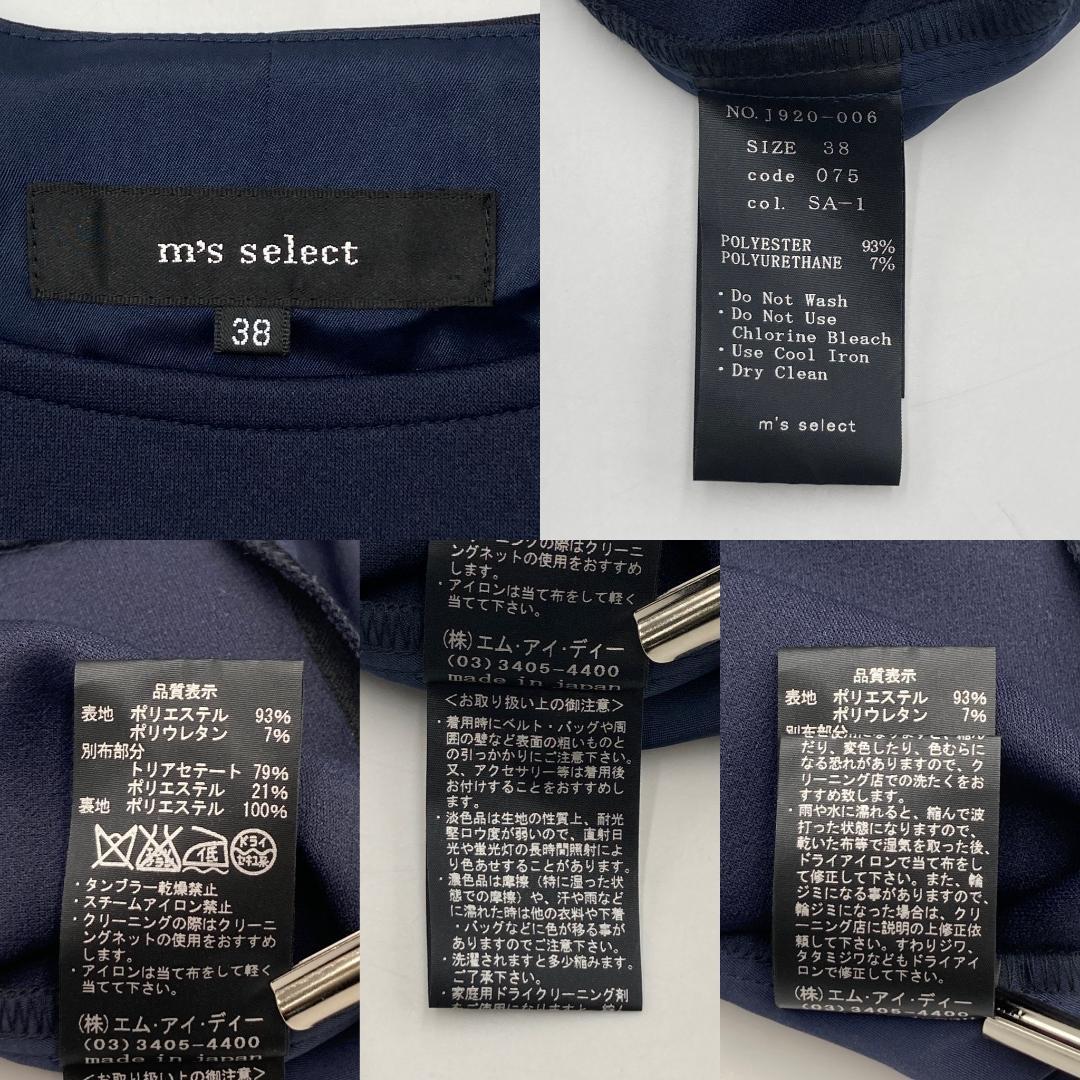 m's select
38
NO. J920-006
SIZE 38
code 075
col. SA-1
POLYESTER 93%
POLYURETHANE 7%
・Do Not Wash
・Do Not Use
Chlorine Bleach
・Use Cool Iron
・Dry Clean
m's select
品質表示
表地 ポリエステル 93%
ポリウレタン 7%
別布部分
トリアセテート 79%
ポリエステル 21%
裏地 ポリエステル 100%
エンソ
サラシ
低
ドライ
セキユ系
・タンブラー乾燥禁止
・スチームアイロン禁止
・クリーニングの際はクリーニ
ングネットの使用をおすすめ
します。
・アイロンは当て布をして軽く
当てて下さい。
(株)エム・アイ・ディー
(03)3405-4400
made in japan
<お取り扱い上の御注意>
ングネットの使用をおすすめ
します。
・アイロンは当て布をして軽く
当てて下さい。
(株)エム・アイ・ディー
(03)3405-4400
made in japan
<お取り扱い上の御注意>
・着用時にベルト・バッグや周
囲の壁など表面の粗いものと
の引っかかりにご注意下さい。
又、アクセサリー等は着用後
お付けすることをおすすめし
ます。
・淡色品は生地の性質上、耐光
堅ロウ度が弱いので、直射日
光や蛍光灯の長時間照射によ
り色あせすることがあります。
・濃色品は摩擦（特に湿った状
態での摩擦）や、汗や雨など
に濡れた時は他の衣料や下着
・バッグなどに色が移る事が
ありますのでご注意下さい。
・洗濯されますと多少縮みます。
ご了承下さい。
・家庭用ドライクリーニング剤
品質表示
表地 ポリエステル 93%
ポリウレタン 7%
別布部分
だり、変色したり、色むらに
なる恐れがありますので、ク
リーニング店での洗たくをお
すすめ致します。
・雨や水に濡れると、縮んで波
打った状態になりますので、
乾いた布等で湿気を取った後、
ドライアイロンで当て布をし
て修正して下さい。また、輪
ジミになる事がありますので、
輪ジミになった場合は、クリ
ーニング店に説明の上修正依
頼して下さい。すわりジワ、
タタミジワなどもドライアイ
ロンで修正して下さい。
(株)エム・アイ・ディー
(03)3405-4400